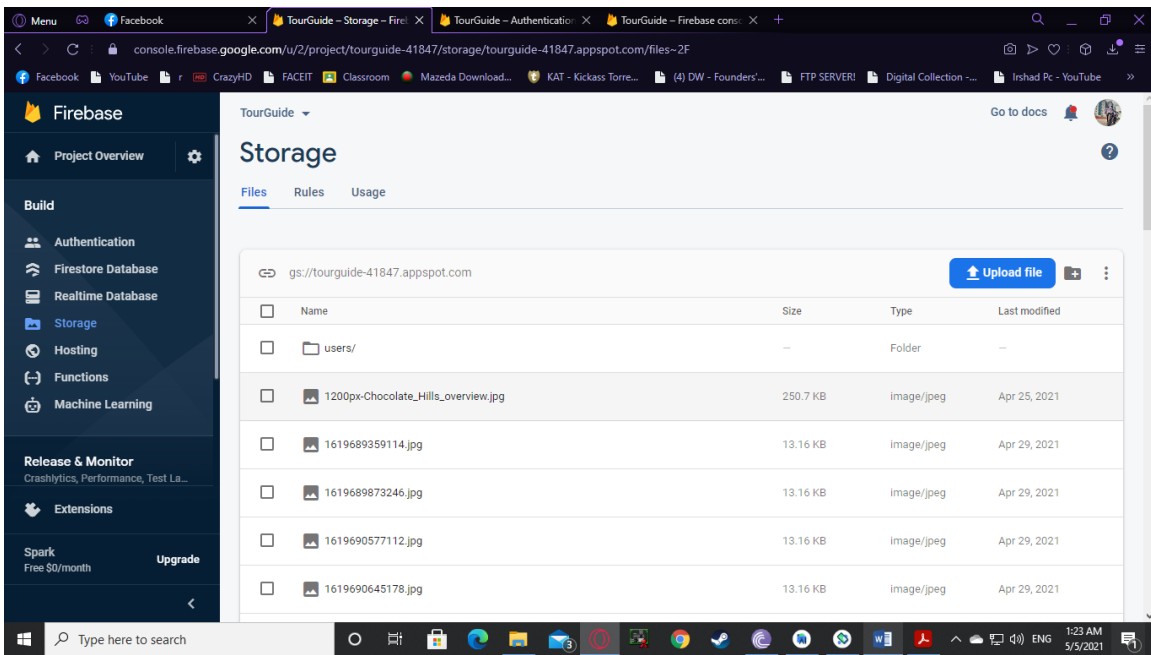 Menu
Facebook
TourGuide – Storage – Fire
TourGuide – Authentication
TourGuide – Firebase conso
console.firebase.google.com/u/2/project/tourguide-41847/storage/tourguide-41847.appspot.com/files~2F
Facebook
YouTube
r
HD
CrazyHD
FACEIT
Classroom
Mazeda Download...
KAT - Kickass Torre...
(4) DW - Founders'...
FTP SERVER!
Digital Collection -...
Irshad Pc - YouTube
»
Firebase
Project Overview
Build
Authentication
Firestore Database
Realtime Database
Storage
Hosting
Functions
Machine Learning
Release & Monitor
Crashlytics, Performance, Test La...
Extensions
Spark
Free $0/month
Upgrade
TourGuide
Go to docs
Storage
Files Rules Usage
gs://tourguide-41847.appspot.com
Upload file
Name Size Type Last modified
users/ – Folder –
1200px-Chocolate_Hills_overview.jpg 250.7 KB image/jpeg Apr 25, 2021
1619689359114.jpg 13.16 KB image/jpeg Apr 29, 2021
1619689873246.jpg 13.16 KB image/jpeg Apr 29, 2021
1619690577112.jpg 13.16 KB image/jpeg Apr 29, 2021
1619690645178.jpg 13.16 KB image/jpeg Apr 29, 2021
Type here to search
3
ENG
1:23 AM
5/5/2021
1